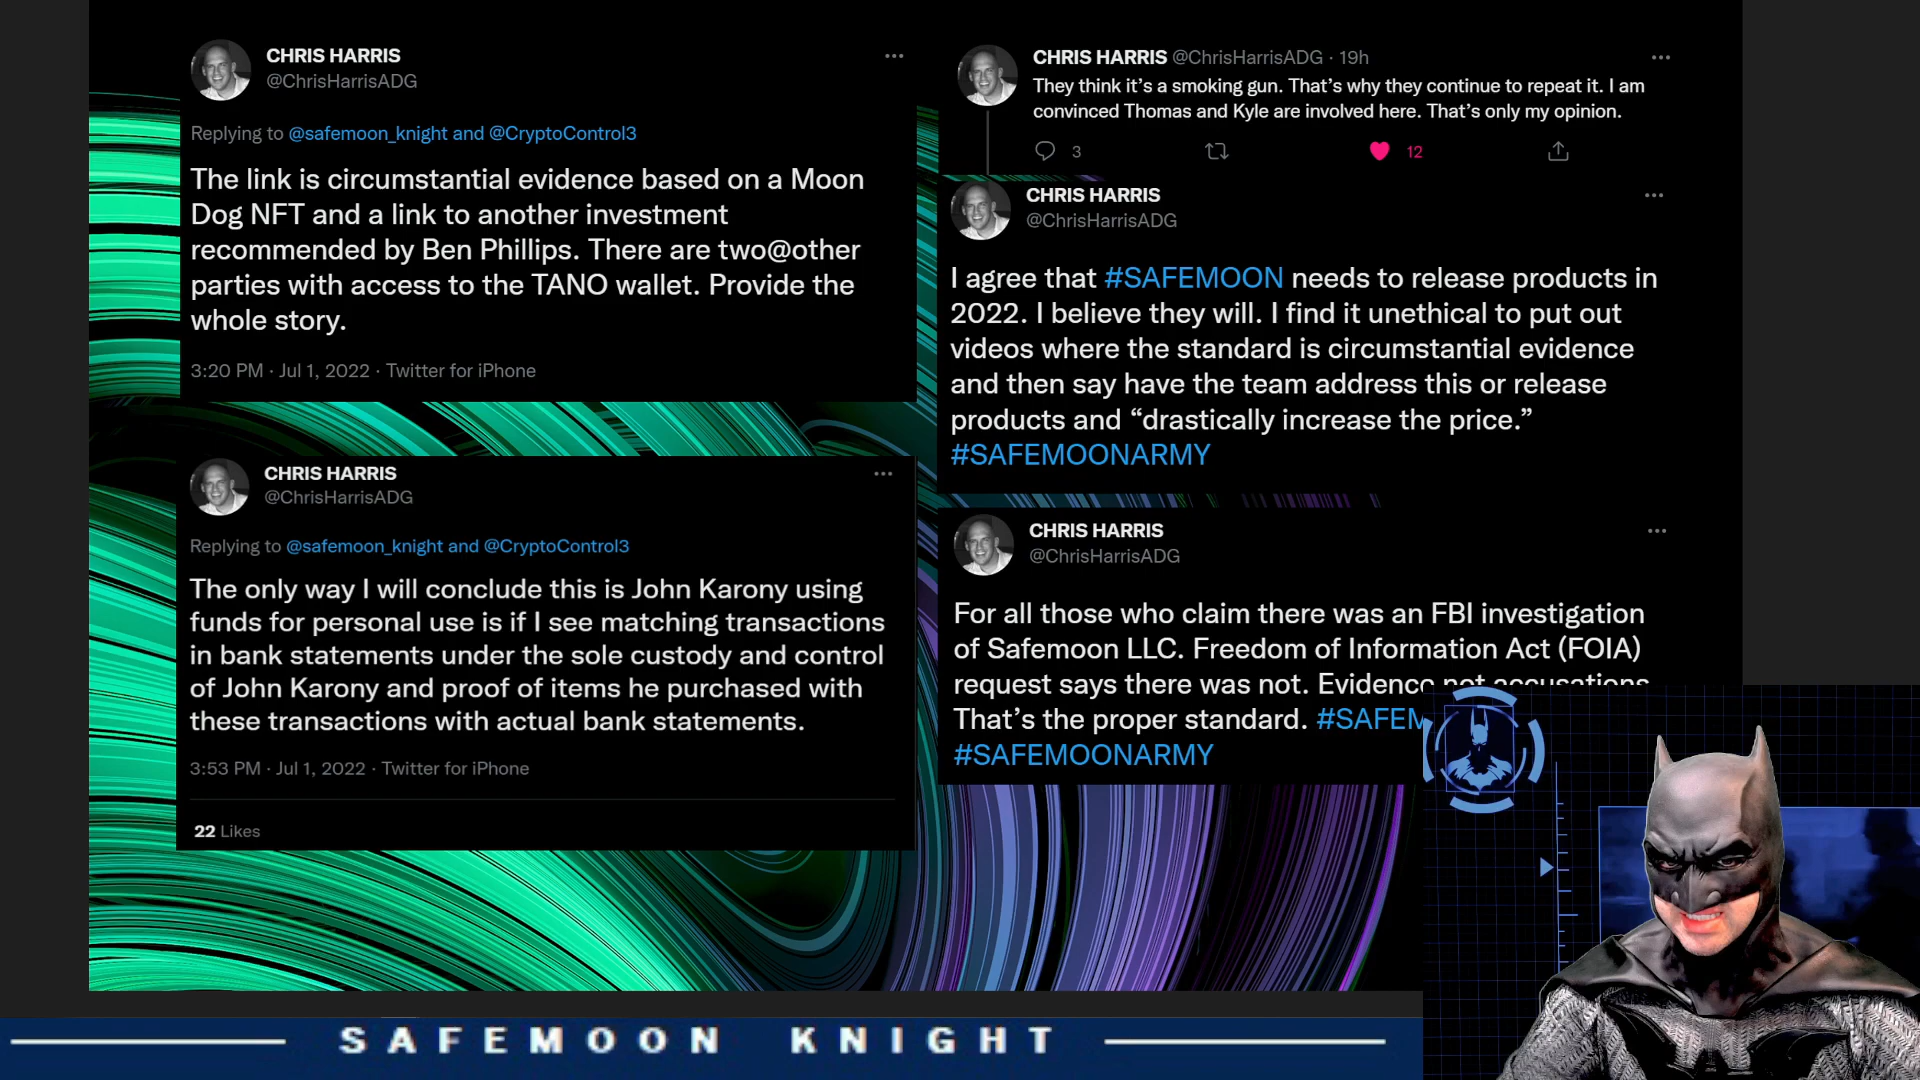 CHRIS HARRIS
@ChrisHarrisADG
Replying to @safemoon_knight and @CryptoControl3
The link is circumstantial evidence based on a Moon
Dog NFT and a link to another investment
recommended by Ben Phillips. There are two@other
parties with access to the TANO wallet. Provide the
whole story.
3:20 PM · Jul 1, 2022 · Twitter for iPhone
CHRIS HARRIS
@ChrisHarrisADG
Replying to @safemoon_knight and @CryptoControl3
The only way I will conclude this is John Karony using
funds for personal use is if I see matching transactions
in bank statements under the sole custody and control
of John Karony and proof of items he purchased with
these transactions with actual bank statements.
3:53 PM · Jul 1, 2022 · Twitter for iPhone
22 Likes
CHRIS HARRIS @ChrisHarrisADG · 19h
They think it's a smoking gun. That's why they continue to repeat it. I am
convinced Thomas and Kyle are involved here. That's only my opinion.
3 12
CHRIS HARRIS
@ChrisHarrisADG
I agree that #SAFEMOON needs to release products in
2022. I believe they will. I find it unethical to put out
videos where the standard is circumstantial evidence
and then say have the team address this or release
products and “drastically increase the price.”
#SAFEMOONARMY
CHRIS HARRIS
@ChrisHarrisADG
For all those who claim there was an FBI investigation
of Safemoon LLC. Freedom of Information Act (FOIA)
request says there was not. Evidence not accusations
That's the proper standard. #SAFEM
#SAFEMOONARMY
SAFEMOON KNIGHT